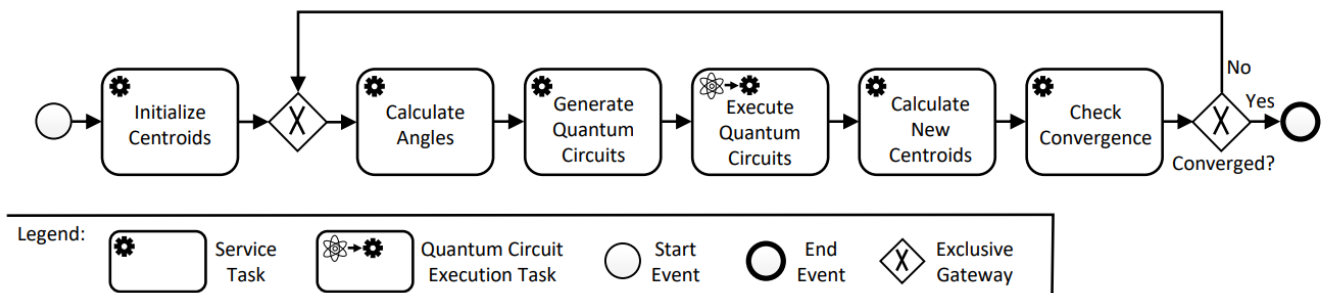 No
Initialize
Centroids
X
Calculate
Angles
Generate
Quantum
Circuits
Execute
Quantum
Circuits
Calculate
New
Centroids
Check
Convergence
X
Yes
Converged?
Legend:
Service
Task
Quantum Circuit
Execution Task
Start
Event
End
Event
X
Exclusive
Gateway